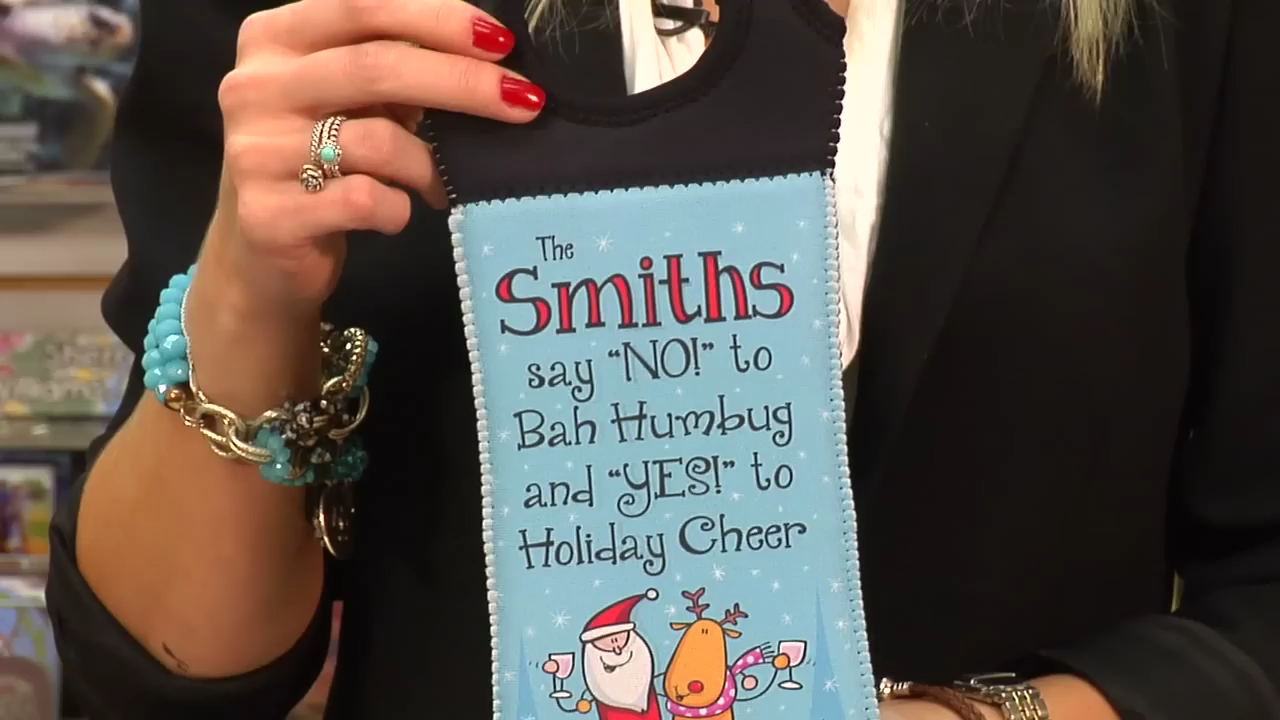 The
Smiths
say “NO!” to
Bah Humbug
and “YES!” to
Holiday Cheer